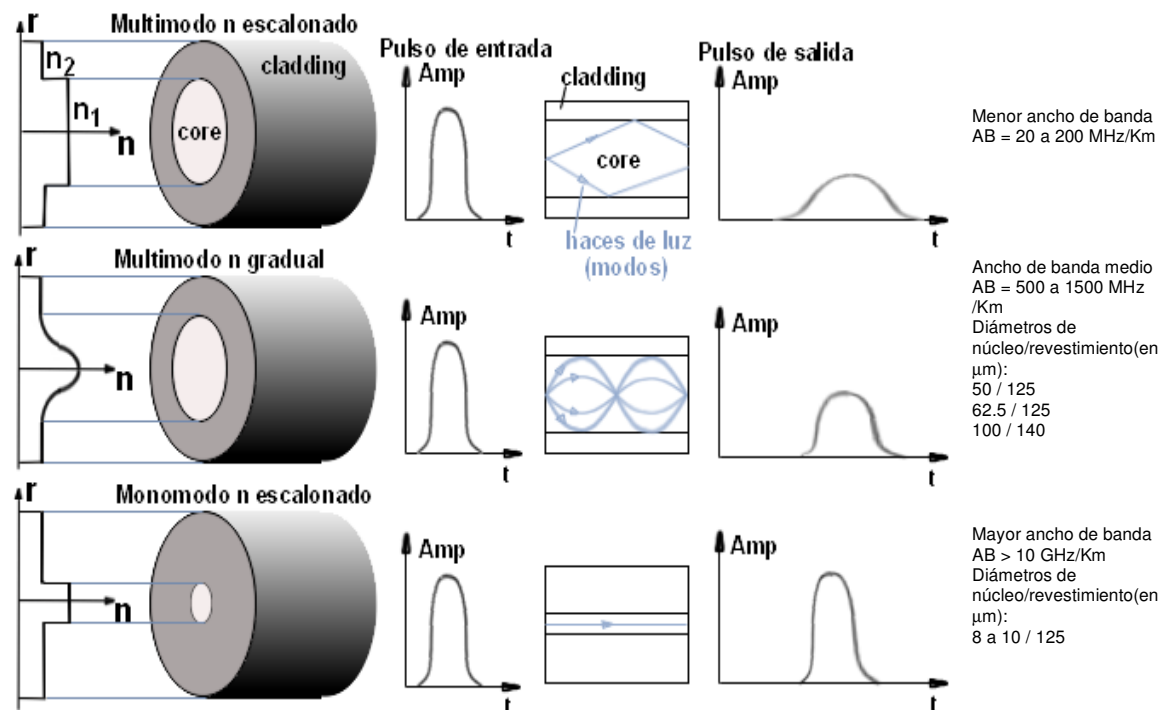 r
Multimodo n escalonado
n2
n1
n
core
cladding
Pulso de entrada
Amp
t
cladding
core
haces de luz
(modos)
Pulso de salida
Amp
t
Menor ancho de banda
AB = 20 a 200 MHz/Km
r
Multimodo n gradual
n
Amp
t
Amp
t
Ancho de banda medio
AB = 500 a 1500 MHz
/Km
Diámetros de
núcleo/revestimiento(en
μm):
50 / 125
62.5 / 125
100 / 140
r
Monomodo n escalonado
n
Amp
t
Amp
t
Mayor ancho de banda
AB > 10 GHz/Km
Diámetros de
núcleo/revestimiento(en
μm):
8 a 10 / 125